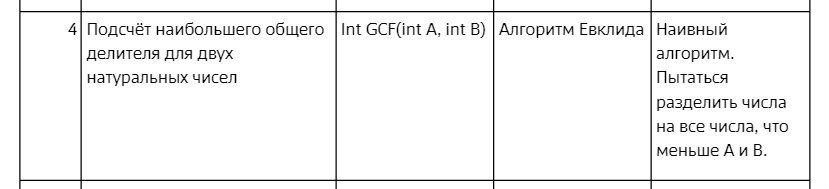 4 Подсчёт наибольшего общего Int GCF(int A, int B) Алгоритм Евклида Наивный
делителя для двух алгоритм.
натуральных чисел Пытаться
разделить числа
на все числа, что
меньше А и В.